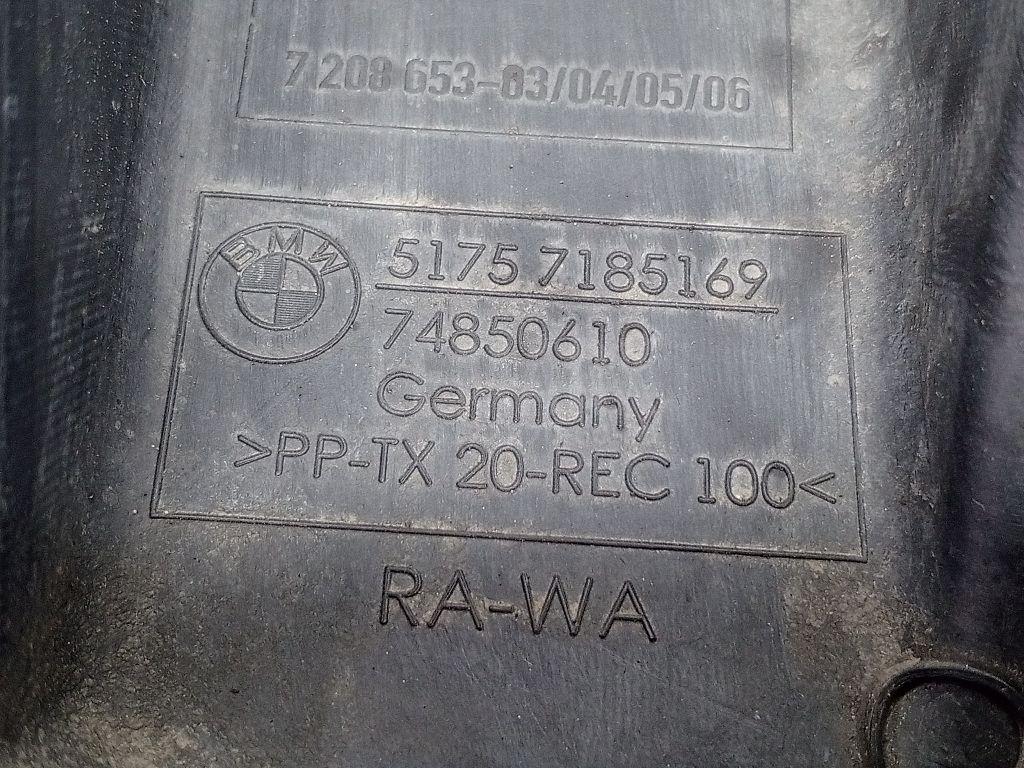 7 208 653-03/04/05/06
BMW
5175 7185169
74850610
Germany
>PP-TX 20-REC 100<
RA-WA